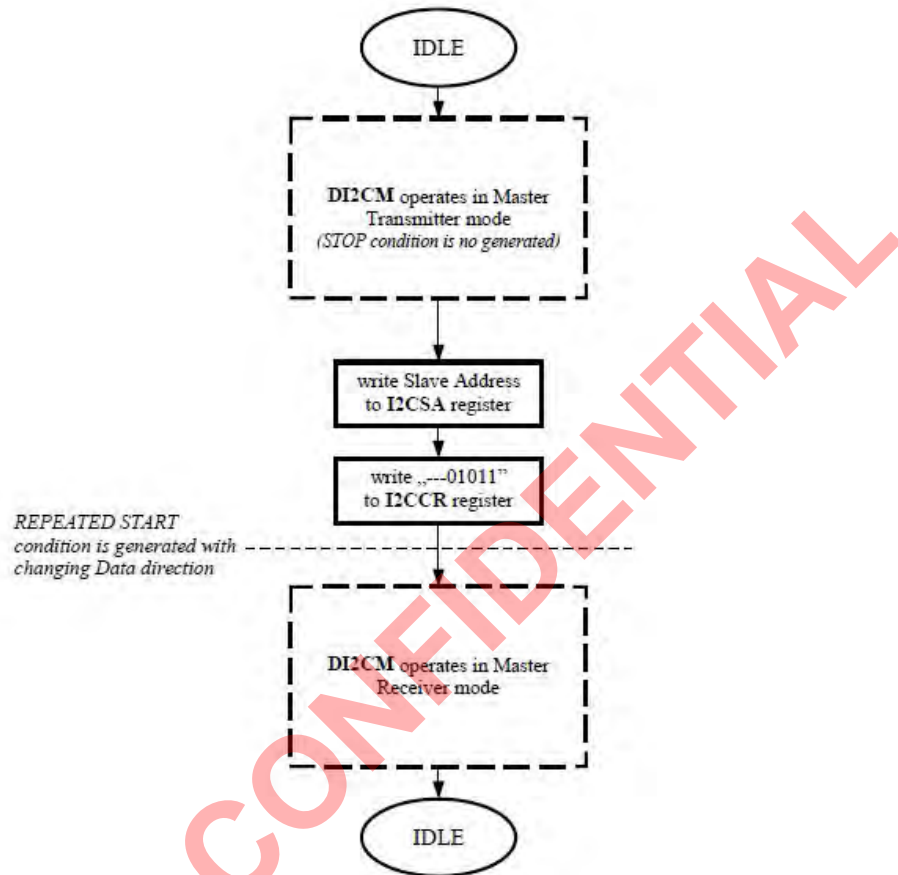 IDLE
DI2CM operates in Master
Transmitter mode
(STOP condition is no generated)
write Slave Address
to I2CSA register
write „---01011”
to I2CCR register
REPEATED START
condition is generated with
changing Data direction
DI2CM operates in Master
Receiver mode
IDLE
CONFIDENTIAL